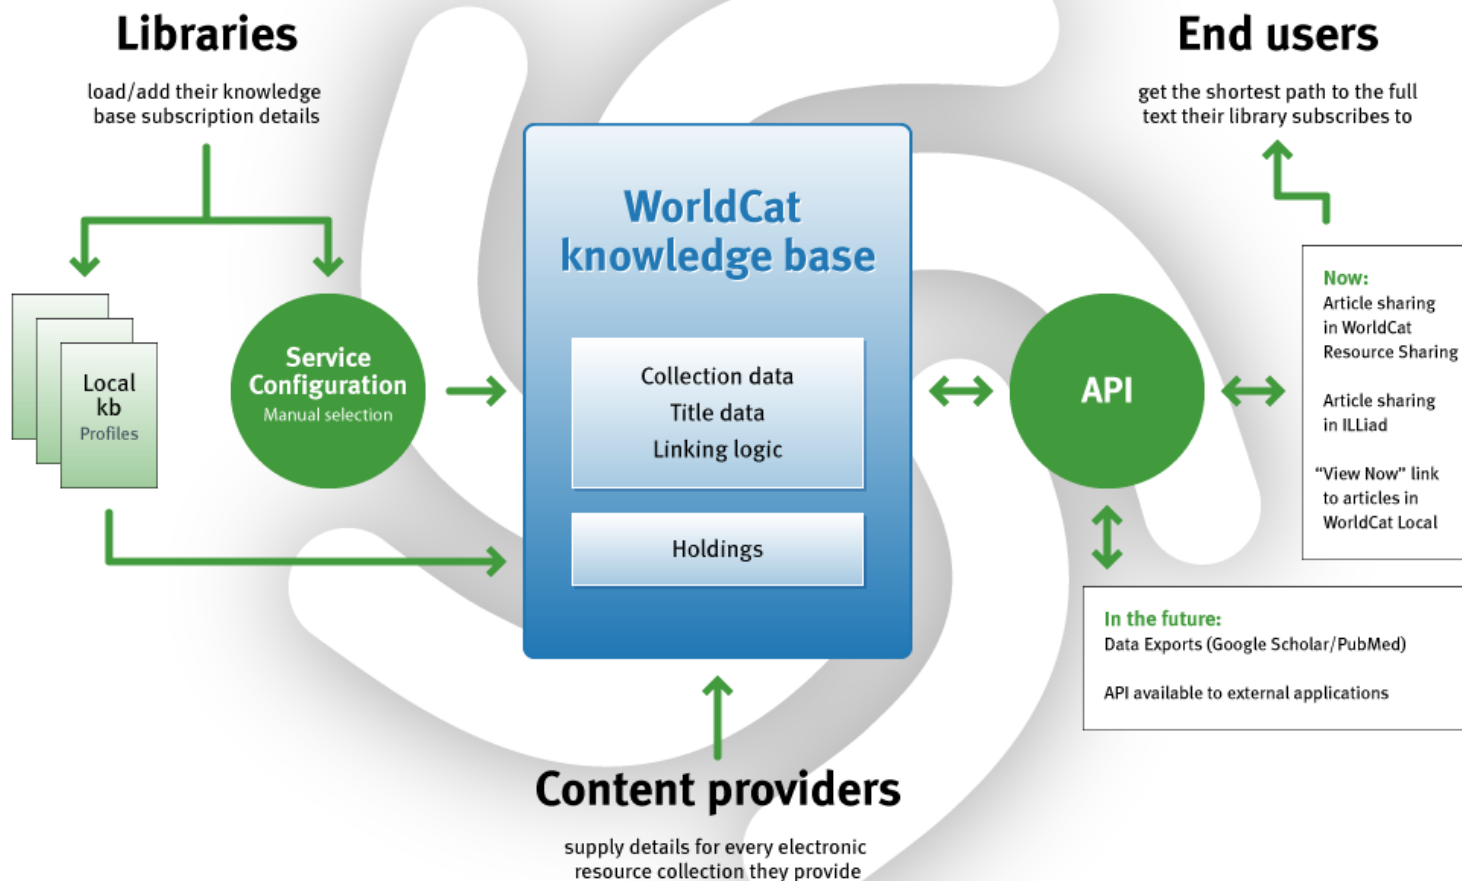 Libraries
load/add their knowledge
base subscription details
End users
get the shortest path to the full
text their library subscribes to
WorldCat
knowledge base
Collection data
Title data
Linking logic
Holdings
Local
kb
Profiles
Service
Configuration
Manual selection
API
Now:
Article sharing
in WorldCat
Resource Sharing
Article sharing
in ILLiad
“View Now” link
to articles in
WorldCat Local
In the future:
Data Exports (Google Scholar/PubMed)
API available to external applications
Content providers
supply details for every electronic
resource collection they provide